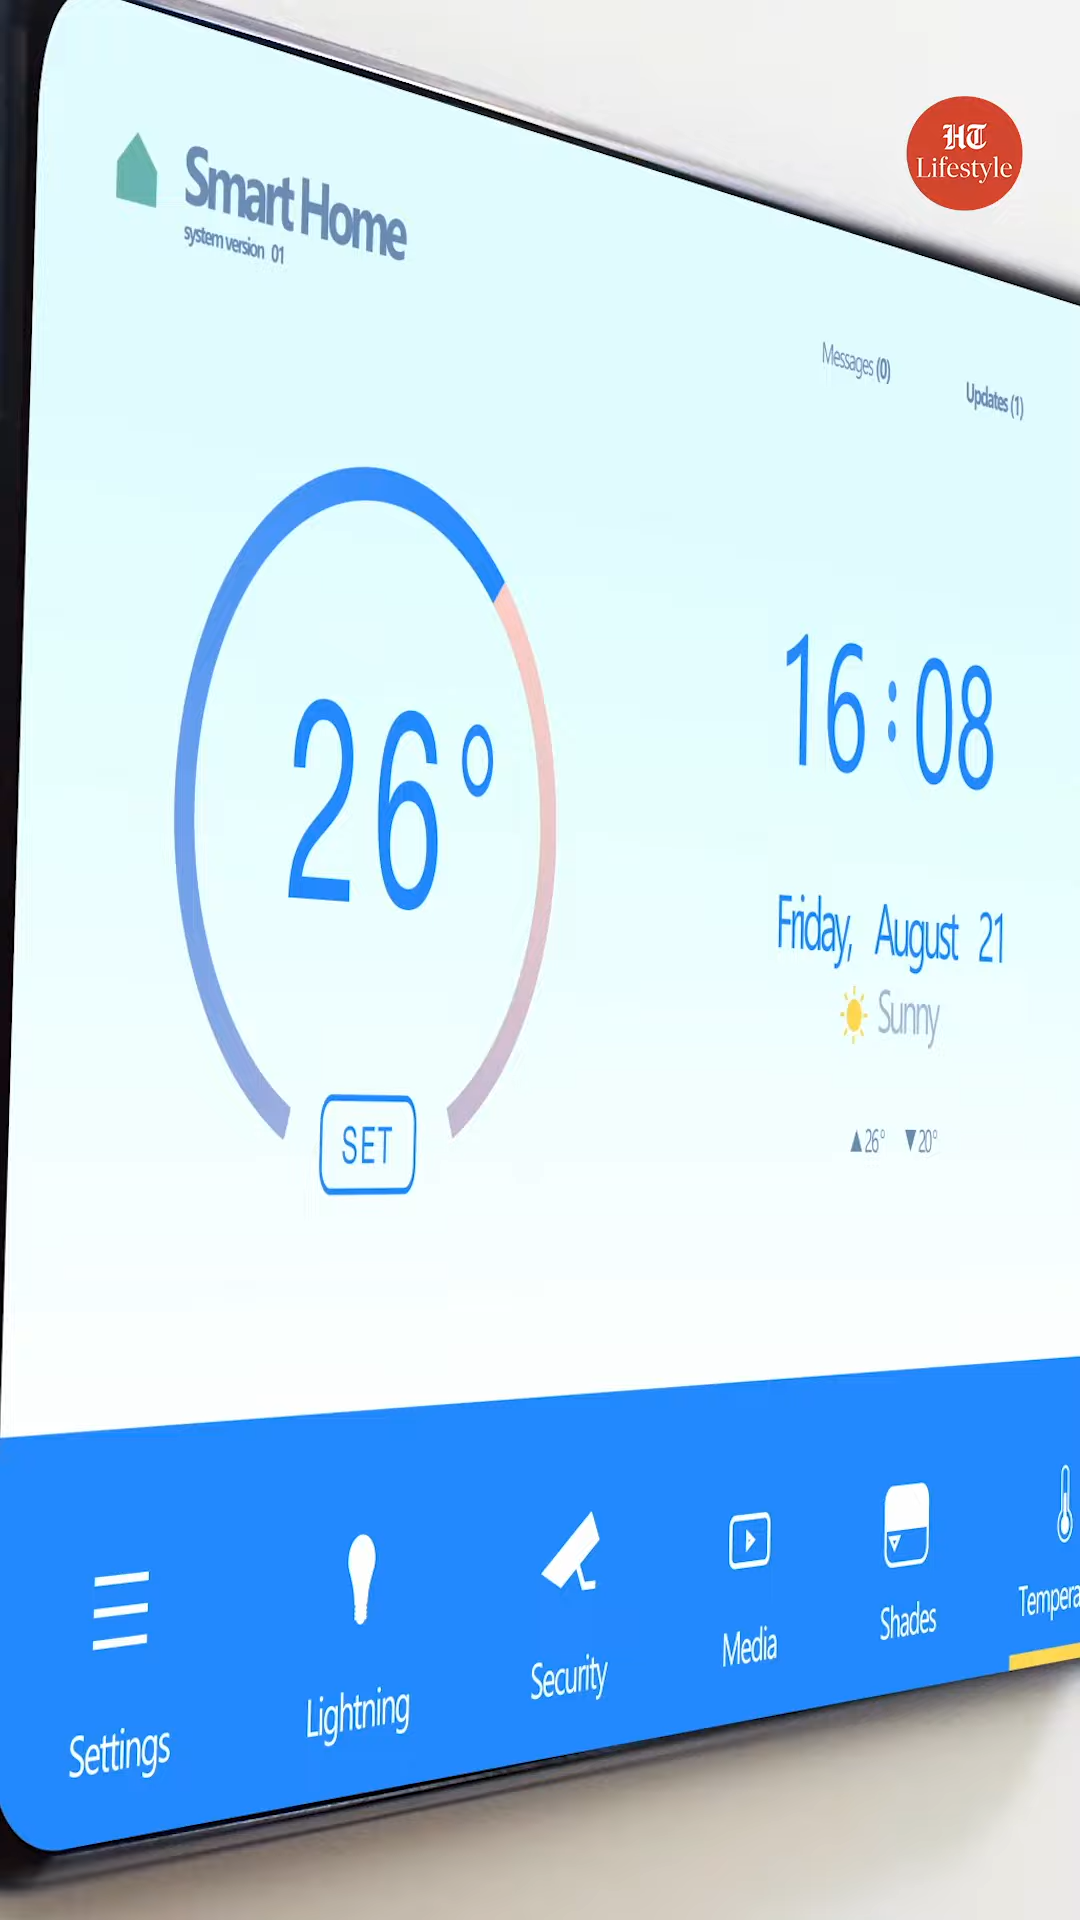 HT
Lifestyle
Smart Home
system version 01
Messages (0)
Updates (1)
26°
16:08
Friday, August 21
Sunny
▲26° ▼20°
SET
Settings
Lightning
Security
Media
Shades
Tempera